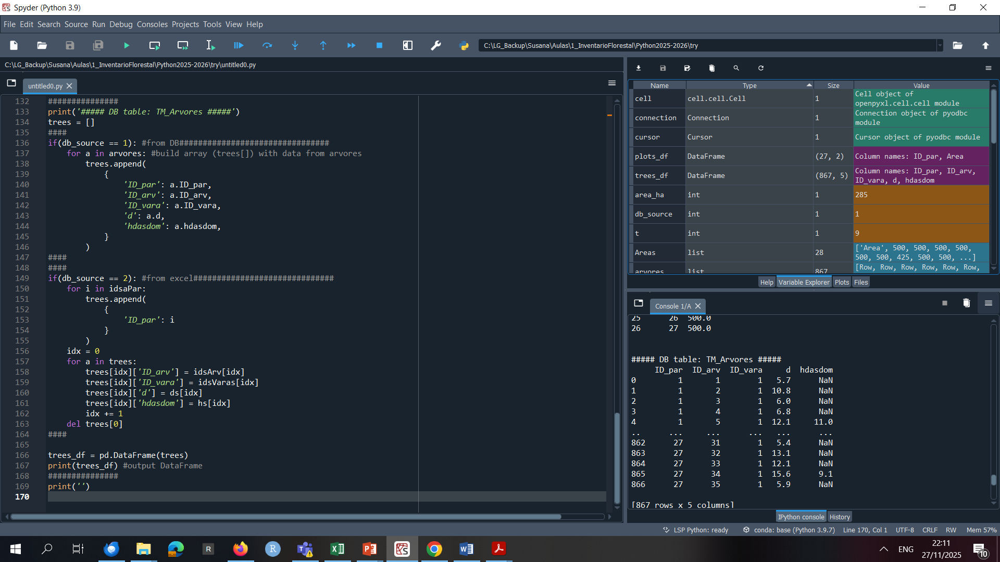 Spyder (Python 3.9)
File Edit Search Source Run Debug Consoles Projects Tools View Help
C:\LG_Backup\Susana\Aulas\1_InventarioFlorestal\Python2025-2026\try
C:\LG_Backup\Susana\Aulas\1_InventarioFlorestal\Python2025-2026\try\untitled0.py
untitled0.py
132 ###############
133 print('##### DB table: TM_Arvores #####')
134 trees = []
135 ####
136 if(db_source == 1): #from DB################################
137     for a in arvores: #build array (trees[]) with data from arvores
138         trees.append(
139             {
140                 'ID_par': a.ID_par,
141                 'ID_arv': a.ID_arv,
142                 'ID_vara': a.ID_vara,
143                 'd': a.d,
144                 'hdasdom': a.hdasdom,
145             }
146         )
147 ####
148 ####
149 if(db_source == 2): #from excel##############################
150     for i in idsaPar:
151         trees.append(
152             {
153                 'ID_par': i
154             }
155         )
156     idx = 0
157     for a in trees:
158         trees[idx]['ID_arv'] = idsArv[idx]
159         trees[idx]['ID_vara'] = idsVaras[idx]
160         trees[idx]['d'] = ds[idx]
161         trees[idx]['hdasdom'] = hs[idx]
162         idx += 1
163     del trees[0]
164 ####
165
166 trees_df = pd.DataFrame(trees)
167 print(trees_df) #output DataFrame
168 ###############
169 print('')
170
Name Type Size Value
cell cell.cell.Cell 1 Cell object of
openpyxl.cell.cell module
connection Connection 1 Connection object of pyodbc
module
cursor Cursor 1 Cursor object of pyodbc module
plots_df DataFrame (27, 2) Column names: ID_par, Area
trees_df DataFrame (867, 5) Column names: ID_par, ID_arv,
ID_vara, d, hdasdom
area_ha int 1 285
db_source int 1 1
t int 1 9
Areas list 28 ['Area', 500, 500, 500, 500,
500, 500, 425, 500, 500, ...]
arvores list 867 [Row, Row, Row, Row, Row, Row,
Help Variable Explorer Plots Files
Console 1/A
25 26 500.0
26 27 500.0
##### DB table: TM_Arvores #####
ID_par ID_arv ID_vara d hdasdom
0 1 1 1 5.7 NaN
1 1 2 1 10.8 NaN
2 1 3 1 6.0 NaN
3 1 4 1 6.8 NaN
4 1 5 1 12.1 11.0
.. ... ... ... ... ...
862 27 31 1 5.4 NaN
863 27 32 1 13.1 NaN
864 27 33 1 12.1 NaN
865 27 34 1 15.6 9.1
866 27 35 1 5.9 NaN
[867 rows x 5 columns]
IPython console History
LSP Python: ready conda: base (Python 3.9.7) Line 170, Col 1 UTF-8 CRLF RW Mem 57%
ENG
22:11
27/11/2025
10